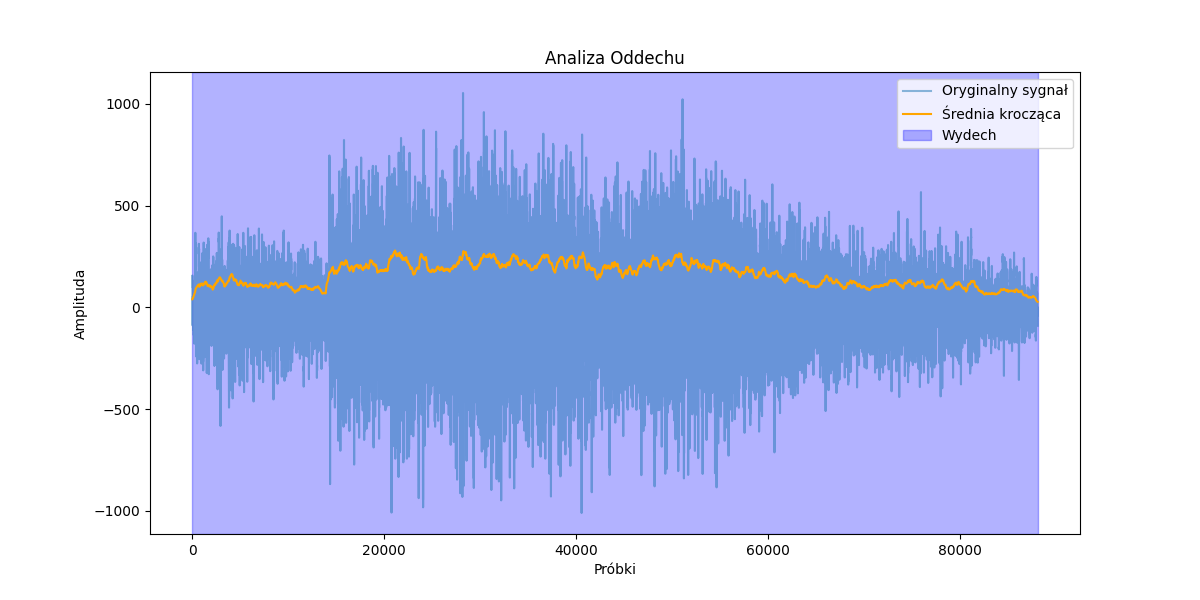 Analiza Oddechu
Oryginalny sygnał
Średnia krocząca
Wydech
Amplituda
1000
500
0
−500
−1000
0
20000
40000
60000
80000
Próbki